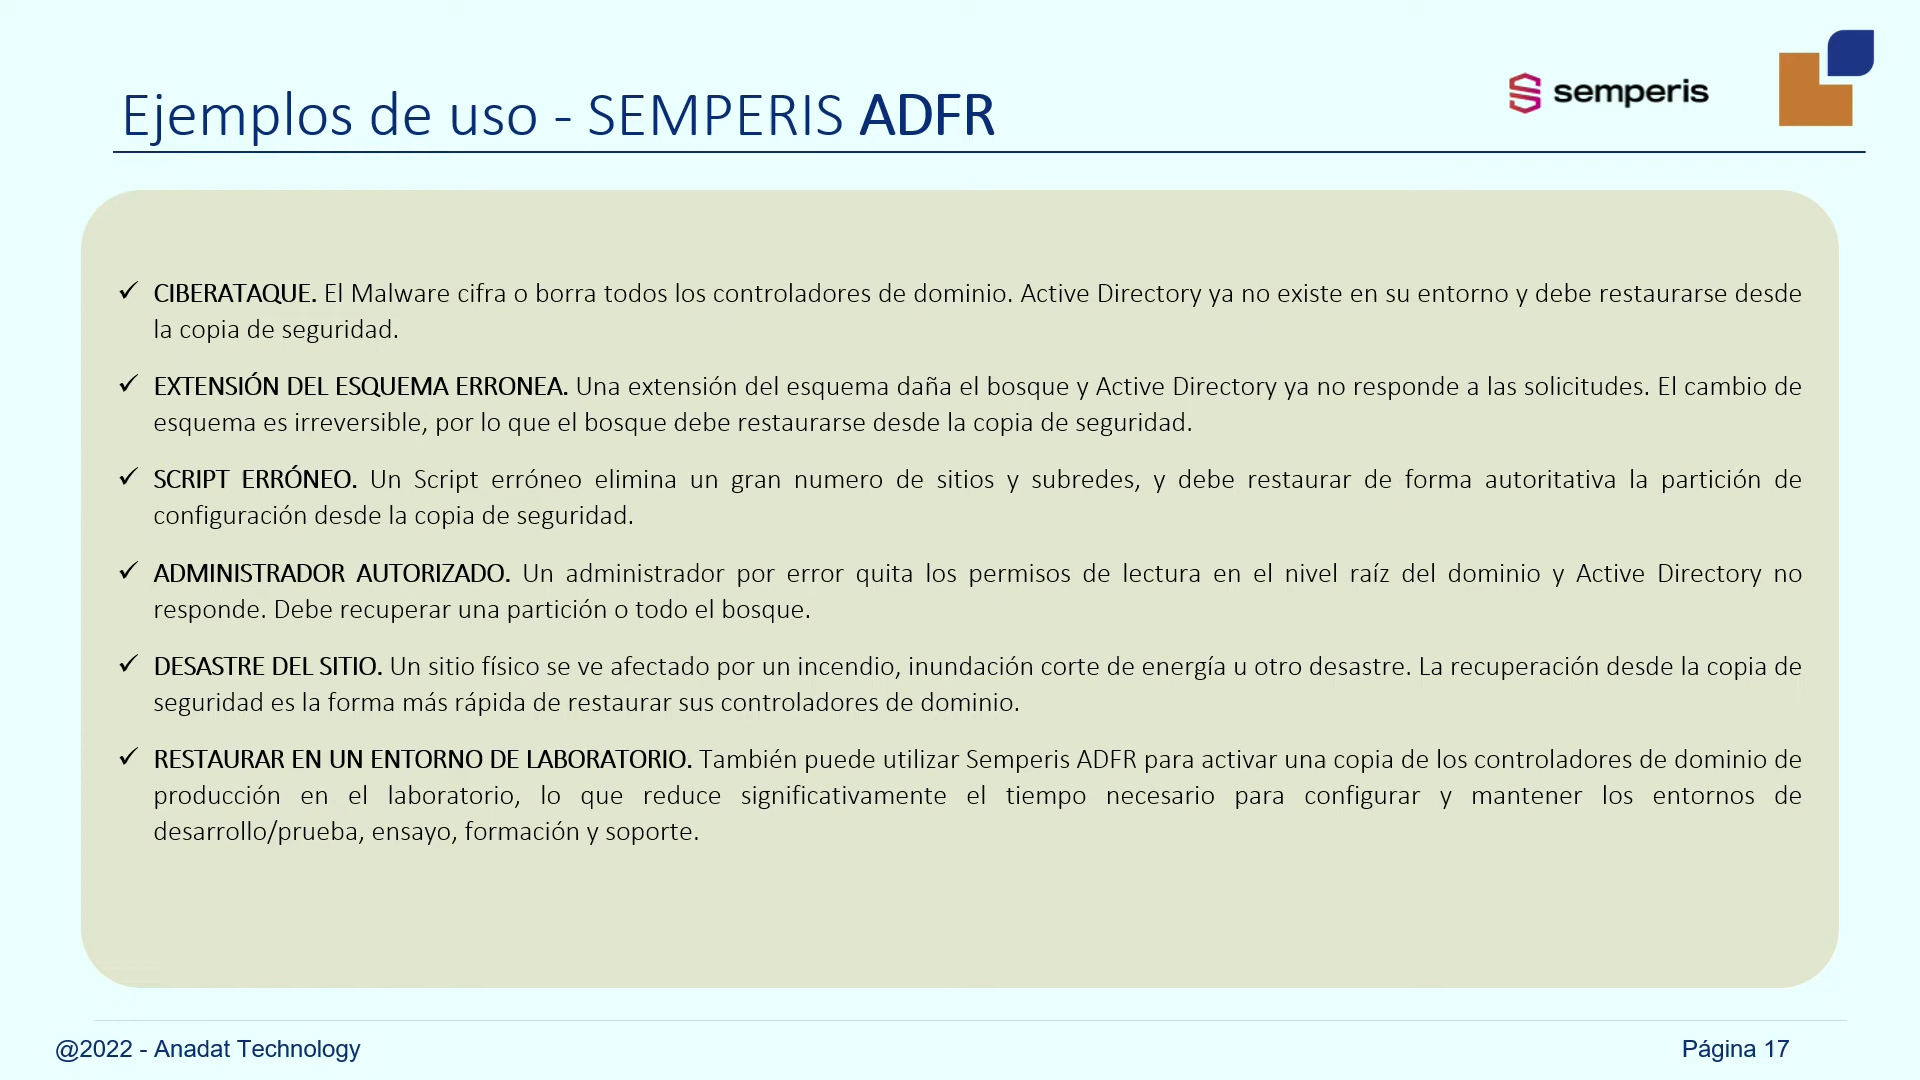 Ejemplos de uso - SEMPERIS ADFR
semperis
✓ CIBERATAQUE. El Malware cifra o borra todos los controladores de dominio. Active Directory ya no existe en su entorno y debe restaurarse desde
la copia de seguridad.
✓ EXTENSIÓN DEL ESQUEMA ERRONEA. Una extensión del esquema daña el bosque y Active Directory ya no responde a las solicitudes. El cambio de
esquema es irreversible, por lo que el bosque debe restaurarse desde la copia de seguridad.
✓ SCRIPT ERRÓNEO. Un Script erróneo elimina un gran numero de sitios y subredes, y debe restaurar de forma autoritativa la partición de
configuración desde la copia de seguridad.
✓ ADMINISTRADOR AUTORIZADO. Un administrador por error quita los permisos de lectura en el nivel raíz del dominio y Active Directory no
responde. Debe recuperar una partición o todo el bosque.
✓ DESASTRE DEL SITIO. Un sitio físico se ve afectado por un incendio, inundación corte de energía u otro desastre. La recuperación desde la copia de
seguridad es la forma más rápida de restaurar sus controladores de dominio.
✓ RESTAURAR EN UN ENTORNO DE LABORATORIO. También puede utilizar Semperis ADFR para activar una copia de los controladores de dominio de
producción en el laboratorio, lo que reduce significativamente el tiempo necesario para configurar y mantener los entornos de
desarrollo/prueba, ensayo, formación y soporte.
@2022 - Anadat Technology
Página 17